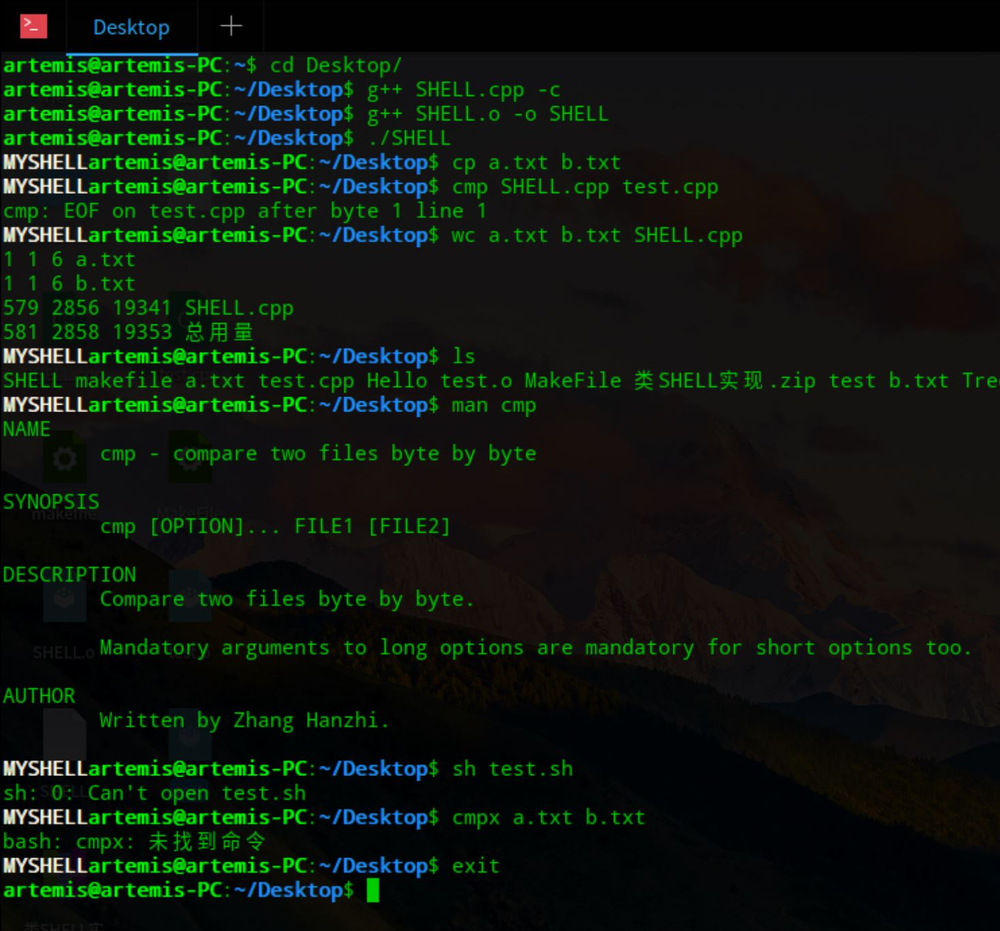 Desktop
artemis@artemis-PC:~$ cd Desktop/
artemis@artemis-PC:~/Desktop$ g++ SHELL.cpp -c
artemis@artemis-PC:~/Desktop$ g++ SHELL.o -o SHELL
artemis@artemis-PC:~/Desktop$ ./SHELL
MYSHELLartemis@artemis-PC:~/Desktop$ cp a.txt b.txt
MYSHELLartemis@artemis-PC:~/Desktop$ cmp SHELL.cpp test.cpp
cmp: EOF on test.cpp after byte 1 line 1
MYSHELLartemis@artemis-PC:~/Desktop$ wc a.txt b.txt SHELL.cpp
1 1 6 a.txt
1 1 6 b.txt
579 2856 19341 SHELL.cpp
581 2858 19353 总用量
MYSHELLartemis@artemis-PC:~/Desktop$ ls
SHELL makefile a.txt test.cpp Hello test.o MakeFile 类SHELL实现.zip test b.txt
MYSHELLartemis@artemis-PC:~/Desktop$ man cmp
NAME
cmp - compare two files byte by byte
SYNOPSIS
makefile MakeFile
cmp [OPTION]... FILE1 [FILE2]
DESCRIPTION
Compare two files byte by byte.
SHELL.o
Mandatory arguments to long options are mandatory for short options too.
AUTHOR
Written by Zhang Hanzhi.
MYSHELLartemis@artemis-PC:~/Desktop$ sh test.sh
sh: 0: Can't open test.sh
MYSHELLartemis@artemis-PC:~/Desktop$ cmpx a.txt b.txt
bash: cmpx: 未找到命令
MYSHELLartemis@artemis-PC:~/Desktop$ exit
artemis@artemis-PC:~/Desktop$